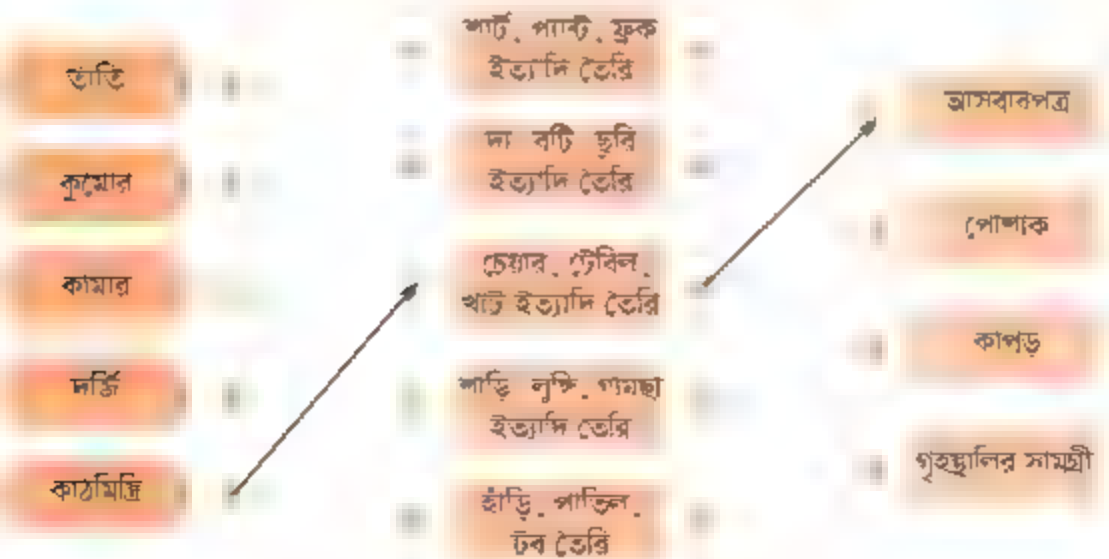 তাঁতি
কুমোর
কামার
দর্জি
কাঠমিস্ত্রি
শার্ট, প্যান্ট, ফ্রক
ইত্যাদি তৈরি
দা বটি ছুরি
ইত্যাদি তৈরি
চেয়ার, টেবিল,
খাট ইত্যাদি তৈরি
শাড়ি লুঙ্গি, গামছা
ইত্যাদি তৈরি
হাঁড়ি, পাতিল,
টব তৈরি
আসবাবপত্র
পোশাক
কাপড়
গৃহস্থালির সামগ্রী